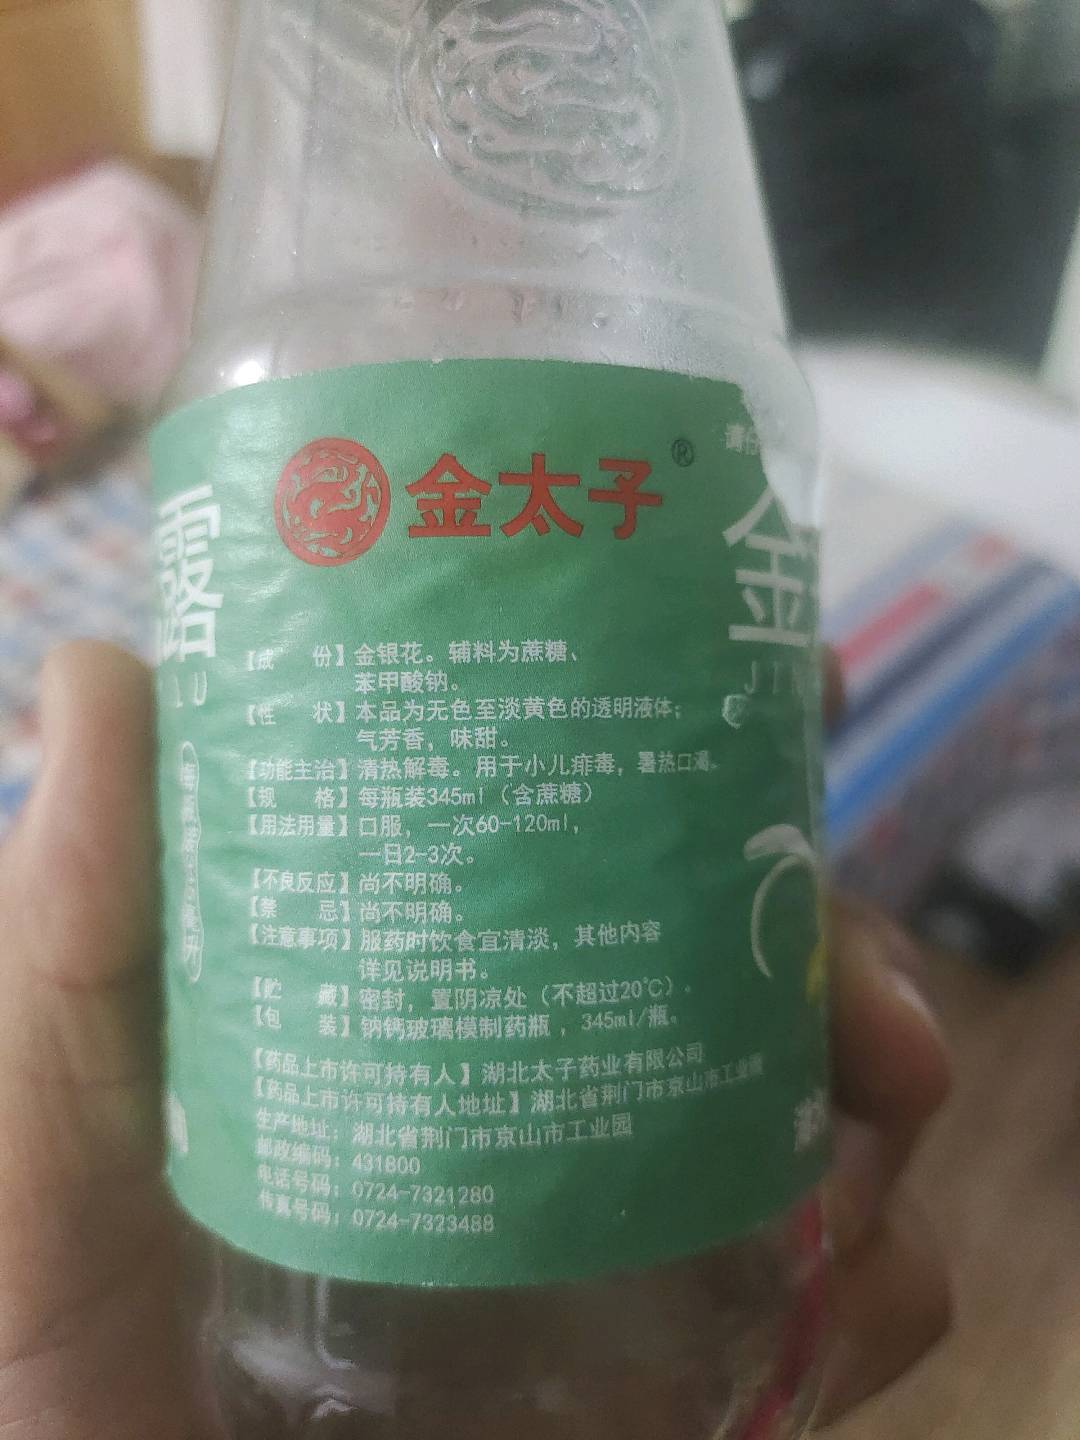 金太子®
露
金
LU
【成 份】金银花。辅料为蔗糖、
苯甲酸钠。
【性 状】本品为无色至淡黄色的透明液体；
气芳香，味甜。
【功能主治】清热解毒。用于小儿痱毒，暑热口渴。
【规 格】每瓶装345ml（含蔗糖）
【用法用量】口服，一次60-120ml，
一日2-3次。
【不良反应】尚不明确。
【禁 忌】尚不明确。
【注意事项】服药时饮食宜清淡，其他内容
详见说明书。
【贮 藏】密封，置阴凉处（不超过20℃）.
【包 装】钠钙玻璃模制药瓶，345ml/瓶。
【药品上市许可持有人】湖北太子药业有限公司
【药品上市许可持有人地址】湖北省荆门市京山市工业园
生产地址：湖北省荆门市京山市工业园
邮政编码：431800
电话号码：0724-7321280
传真号码：0724-7323488